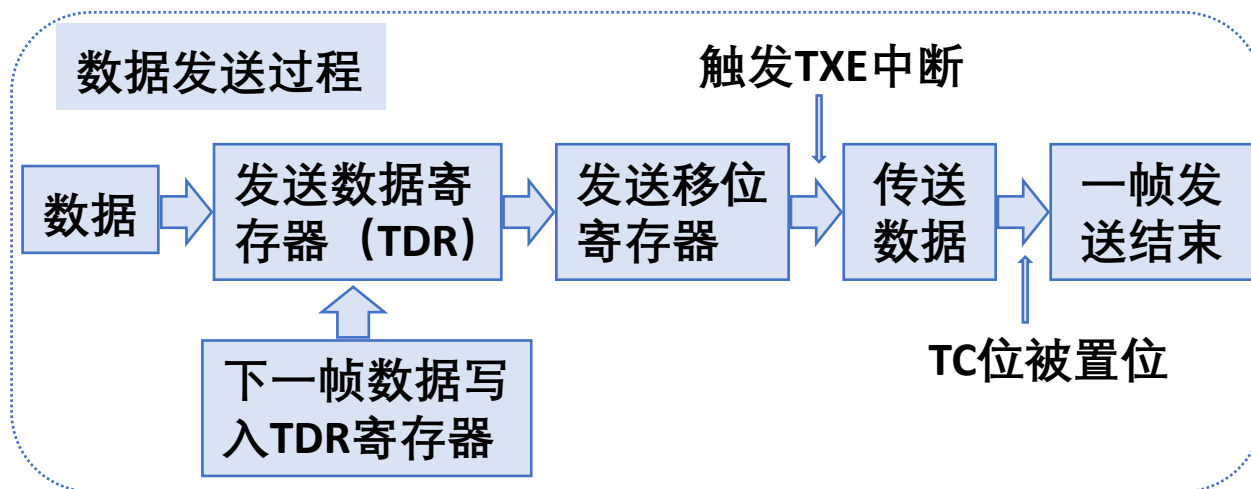 数据发送过程
触发TXE中断
数据
发送数据寄
存器（TDR）
发送移位
寄存器
传送
数据
一帧发
送结束
下一帧数据写
入TDR寄存器
TC位被置位